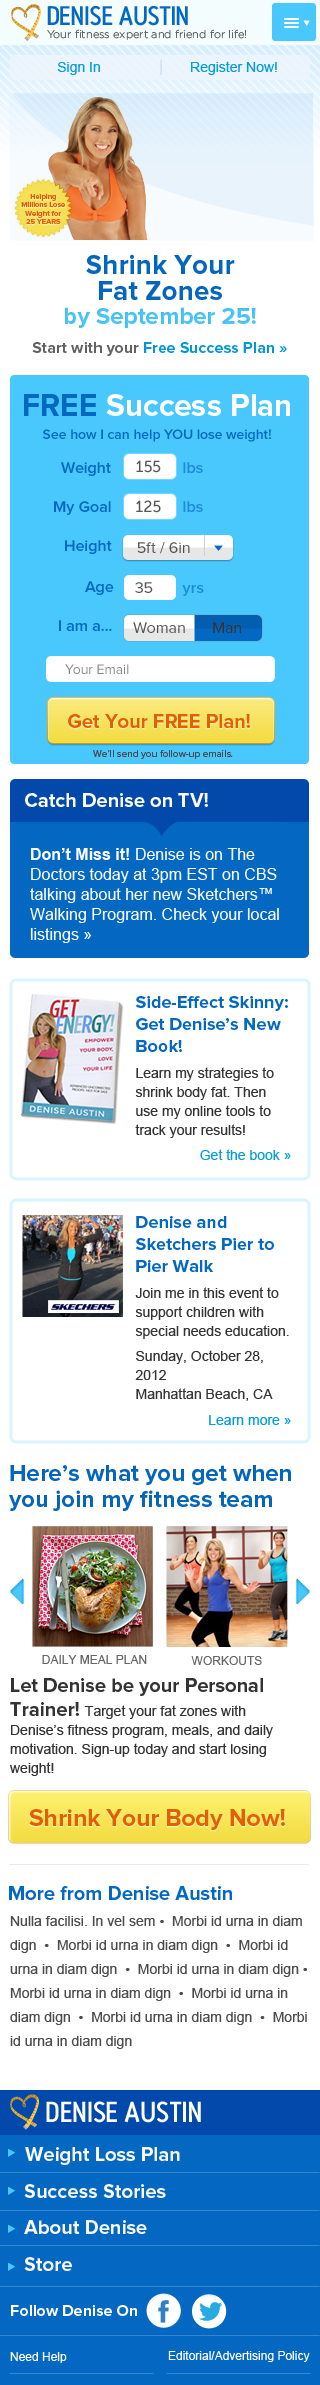 DENISE AUSTIN
Your fitness expert and friend for life!
Sign In
Register Now!
Helping
Millions Lose
Weight for
25 YEARS
Shrink Your
Fat Zones
by September 25!
Start with your Free Success Plan »
FREE Success Plan
See how I can help YOU lose weight!
Weight 155 lbs
My Goal 125 lbs
Height 5ft / 6in
Age 35 yrs
I am a... Woman Man
Your Email
Get Your FREE Plan!
We'll send you follow-up emails.
Catch Denise on TV!
Don't Miss it! Denise is on The
Doctors today at 3pm EST on CBS
talking about her new Sketchers™
Walking Program. Check your local
listings »
GET
ENERGY!
EMPOWER
YOUR BODY,
LOVE
YOUR LIFE
DENISE AUSTIN
Side-Effect Skinny:
Get Denise's New
Book!
Learn my strategies to
shrink body fat. Then
use my online tools to
track your results!
Get the book »
SKECHERS
Denise and
Sketchers Pier to
Pier Walk
Join me in this event to
support children with
special needs education.
Sunday, October 28,
2012
Manhattan Beach, CA
Learn more »
Here's what you get when
you join my fitness team
DAILY MEAL PLAN
WORKOUTS
Let Denise be your Personal
Trainer! Target your fat zones with
Denise's fitness program, meals, and daily
motivation. Sign-up today and start losing
weight!
Shrink Your Body Now!
More from Denise Austin
Nulla facilisi. In vel sem • Morbi id urna in diam
dign • Morbi id urna in diam dign • Morbi id
urna in diam dign • Morbi id urna in diam dign •
Morbi id urna in diam dign • Morbi id urna in
diam dign • Morbi id urna in diam dign • Morbi
id urna in diam dign
DENISE AUSTIN
Weight Loss Plan
Success Stories
About Denise
Store
Follow Denise On
Need Help
Editorial/Advertising Policy